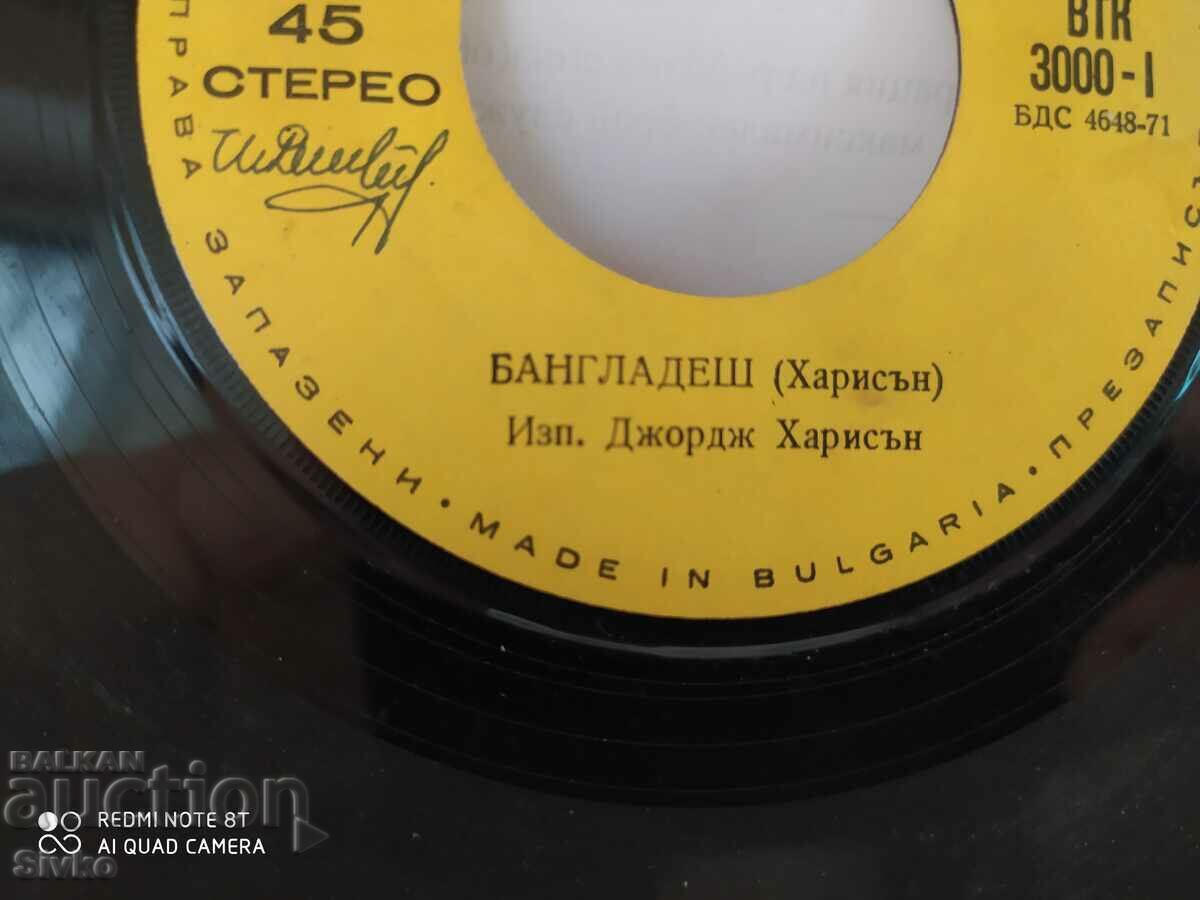 45
СТЕРЕО
ВТК
3000-I
БДС 4648-71
БАНГЛАДЕШ (Харисън)
Изп. Джордж Харисън
ПРАВА ЗАПАЗЕНИ • MADE IN BULGARIA • ПРЕЗАПИС
BALKAN
auction
REDMI NOTE 8T
AI QUAD CAMERA
Sivko